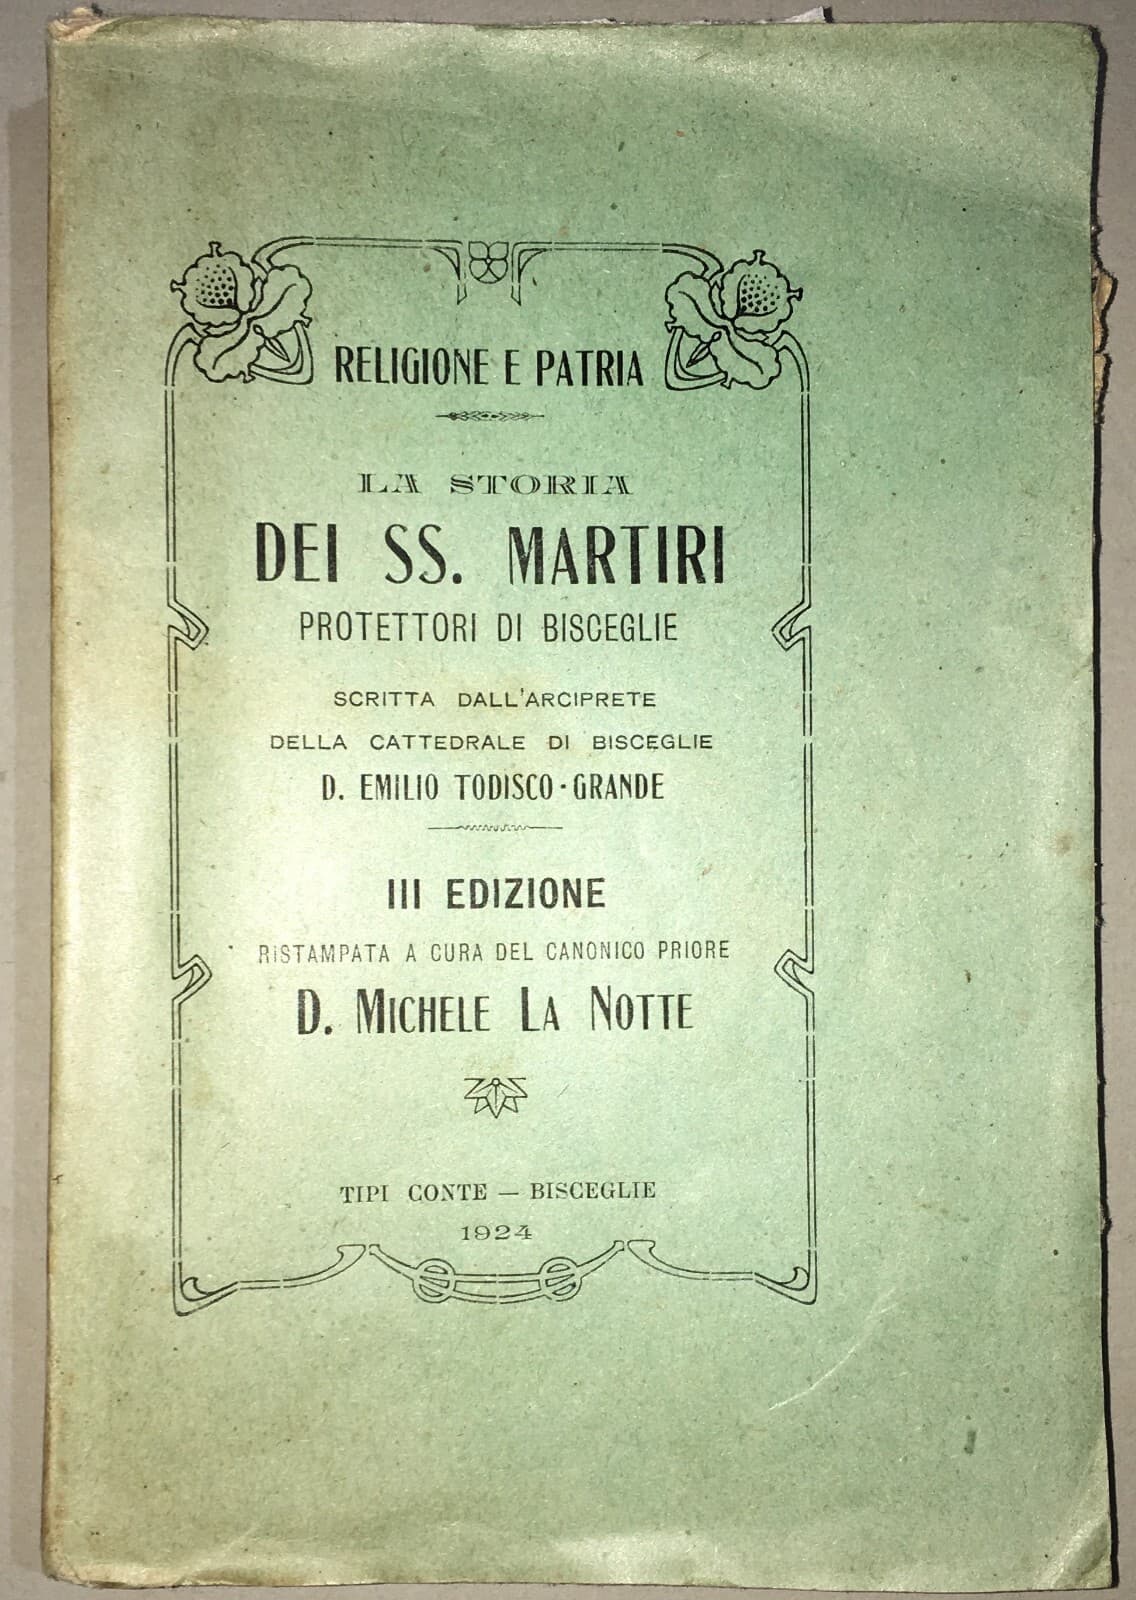 RELIGIONE E PATRIA
LA STORIA
DEI SS. MARTIRI
PROTETTORI DI BISCEGLIE
SCRITTA DALL'ARCIPRETE
DELLA CATTEDRALE DI BISCEGLIE
D. EMILIO TODISCO-GRANDE
III EDIZIONE
RISTAMPATA A CURA DEL CANONICO PRIORE
D. MICHELE LA NOTTE
TIPI CONTE — BISCEGLIE
1924